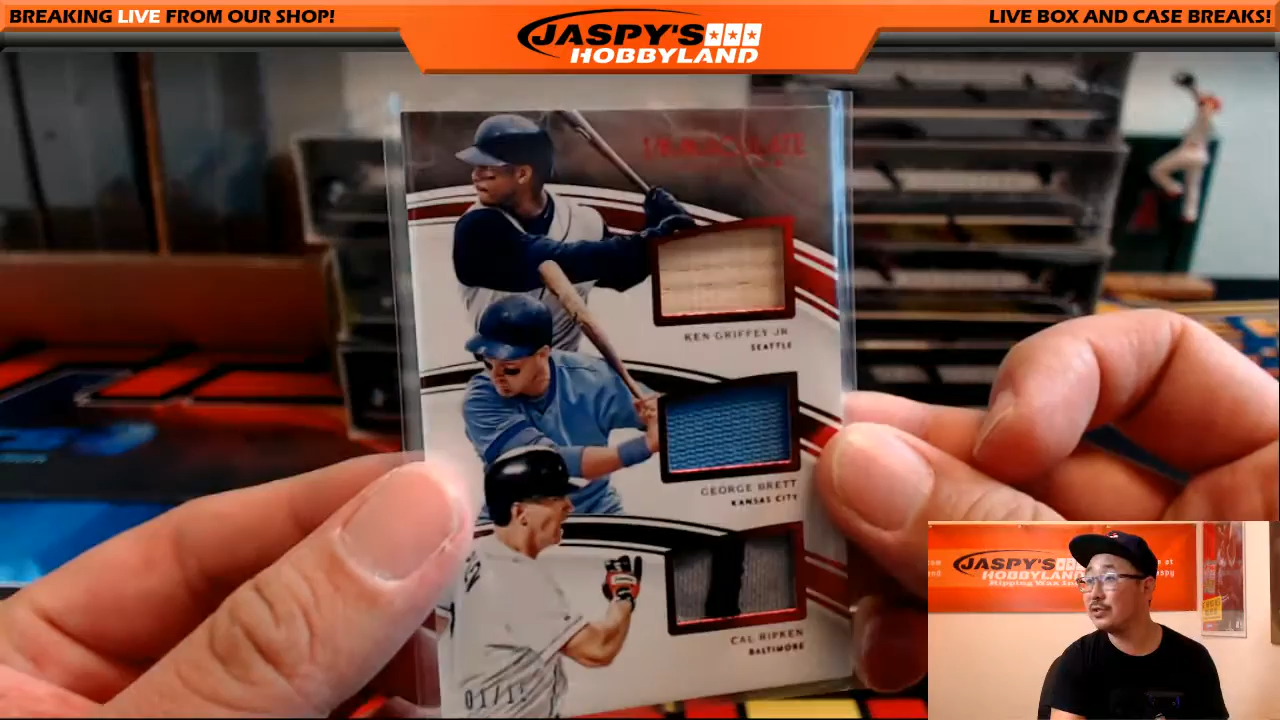 BREAKING LIVE FROM OUR SHOP!
JASPY'S
HOBBYLAND
LIVE BOX AND CASE BREAKS!
IMMACULATE
KEN GRIFFEY JR
SEATTLE
GEORGE BRETT
KANSAS CITY
CAL RIPKEN
BALTIMORE
JASPY'S
HOBBYLAND